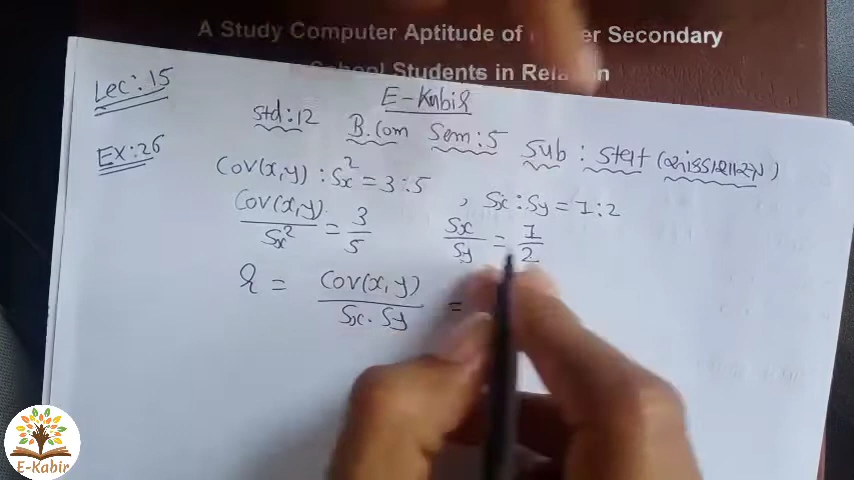 A Study Computer Aptitude of er Secondary
School Students in Relation
Lec: 15
E-Kabir
Std: 12 B.Com Sem: 5 Sub: Stat (આંકડાશાસ્ત્ર)
Ex: 26
Cov(x,y) : Sx² = 3:5 , Sx : Sy = 1:2
Cov(x,y) / Sx² = 3/5 Sx / Sy = 1/2
r = Cov(x,y) / Sx . Sy =
E-Kabir